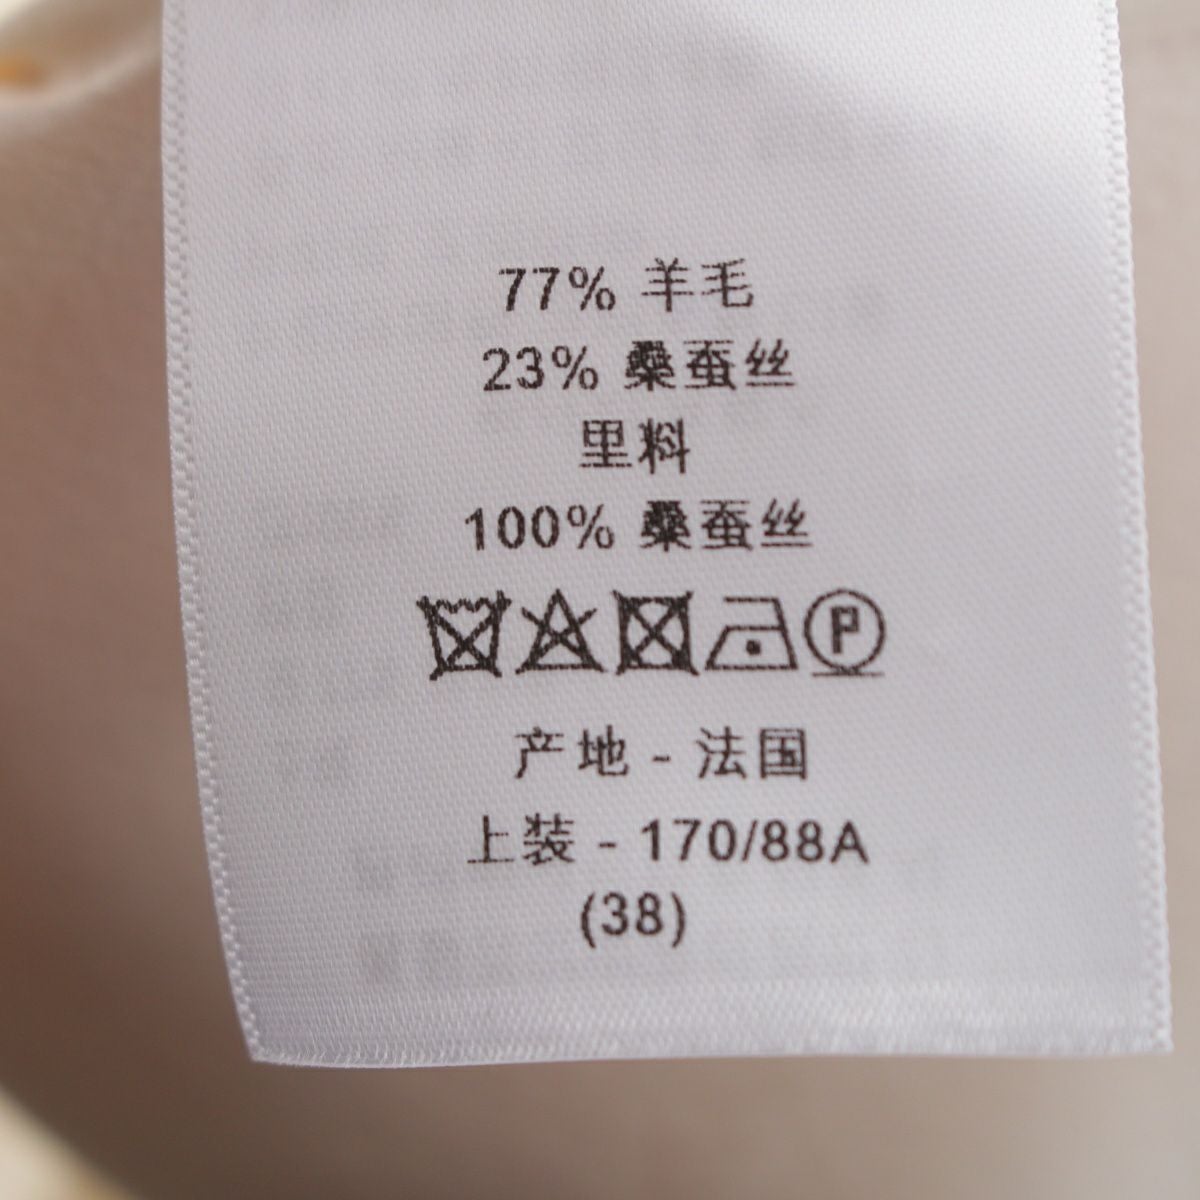 77% 羊毛
23% 桑蚕丝
里料
100% 桑蚕丝
P
产地 - 法国
上装 - 170/88A
(38)